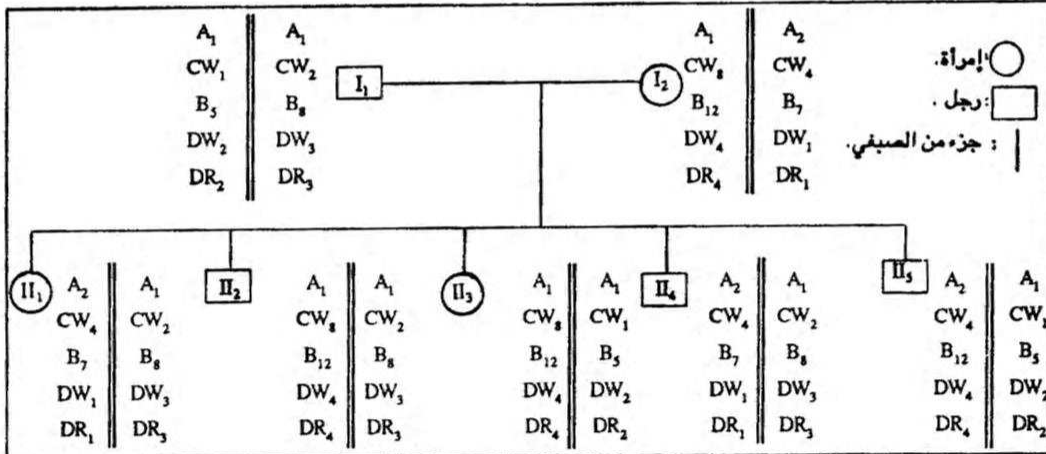 A₁ A₁ A₁ A₂
CW₁ CW₂ CW₈ CW₄
B₅ B₈ B₁₂ B₇
DW₂ DW₃ DW₄ DW₁
DR₂ DR₃ DR₄ DR₁
I₁ I₂
: إمرأة.
: رجل .
: جزء من الصبغي.
II₁ II₂ II₃ II₄ II₅
A₂ A₁ A₁ A₁ A₁ A₁ A₂ A₁ A₂ A₁
CW₄ CW₂ CW₈ CW₂ CW₈ CW₁ CW₄ CW₂ CW₄ CW₁
B₇ B₈ B₁₂ B₈ B₁₂ B₅ B₇ B₈ B₁₂ B₅
DW₁ DW₃ DW₄ DW₃ DW₄ DW₂ DW₁ DW₃ DW₄ DW₂
DR₁ DR₃ DR₄ DR₃ DR₄ DR₂ DR₁ DR₃ DR₄ DR₂